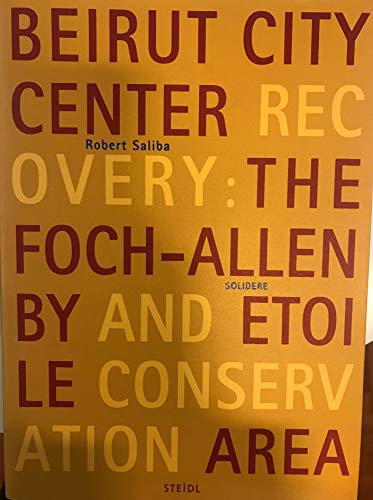 BEIRUT CITY
CENTER REC
Robert Saliba
OVERY: THE
FOCH-ALLEN
SOLIDERE
BY AND ETOI
LE CONSERV
ATION AREA
STEIDL